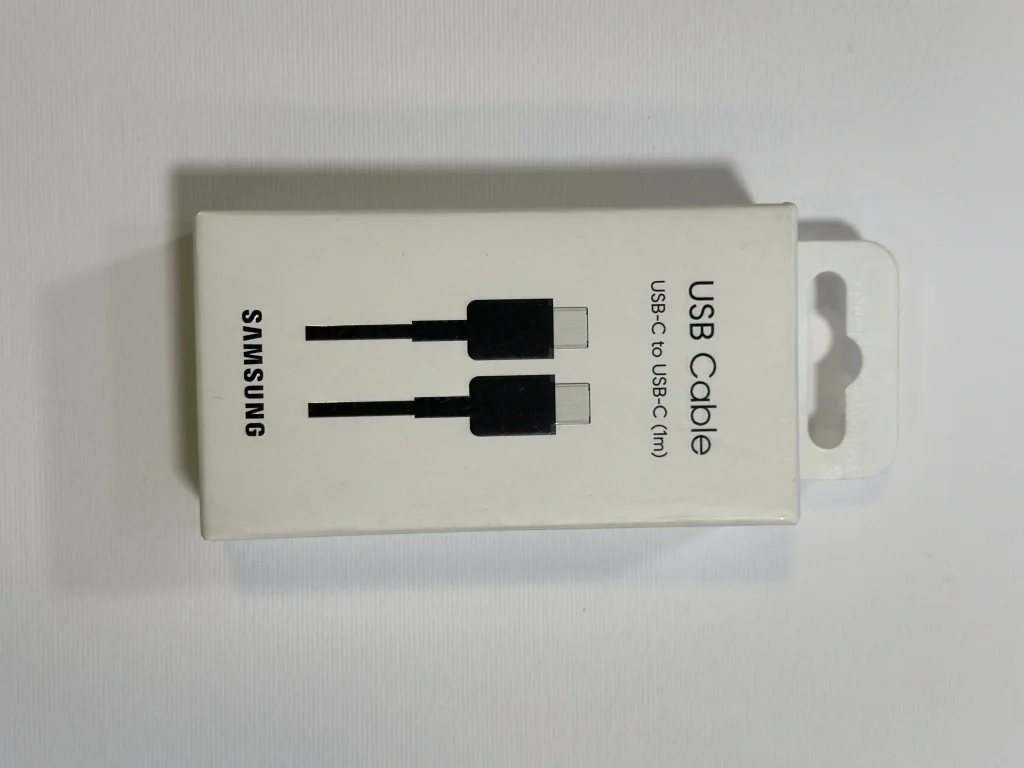 USB Cable
USB-C to USB-C (1m)
SAMSUNG